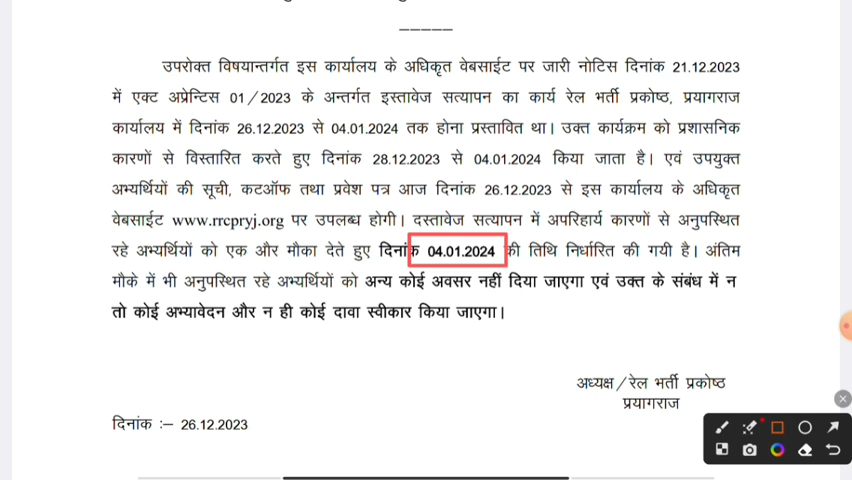 उपरोक्त विषयान्तर्गत इस कार्यालय के अधिकृत वेबसाईट पर जारी नोटिस दिनांक 21.12.2023
में एक्ट अप्रेन्टिस 01/2023 के अन्तर्गत इस्तावेज सत्यापन का कार्य रेल भर्ती प्रकोष्ठ, प्रयागराज
कार्यालय में दिनांक 26.12.2023 से 04.01.2024 तक होना प्रस्तावित था। उक्त कार्यक्रम को प्रशासनिक
कारणों से विस्तारित करते हुए दिनांक 28.12.2023 से 04.01.2024 किया जाता है। एवं उपयुक्त
अभ्यर्थियों की सूची, कटऑफ तथा प्रवेश पत्र आज दिनांक 26.12.2023 से इस कार्यालय के अधिकृत
वेबसाईट www.rrcpryj.org पर उपलब्ध होगी। दस्तावेज सत्यापन में अपरिहार्य कारणों से अनुपस्थित
रहे अभ्यर्थियों को एक और मौका देते हुए दिनांक 04.01.2024 की तिथि निर्धारित की गयी है। अंतिम
मौके में भी अनुपस्थित रहे अभ्यर्थियों को अन्य कोई अवसर नहीं दिया जाएगा एवं उक्त के संबंध में न
तो कोई अभ्यावेदन और न ही कोई दावा स्वीकार किया जाएगा।
अध्यक्ष/रेल भर्ती प्रकोष्ठ
प्रयागराज
दिनांक :– 26.12.2023